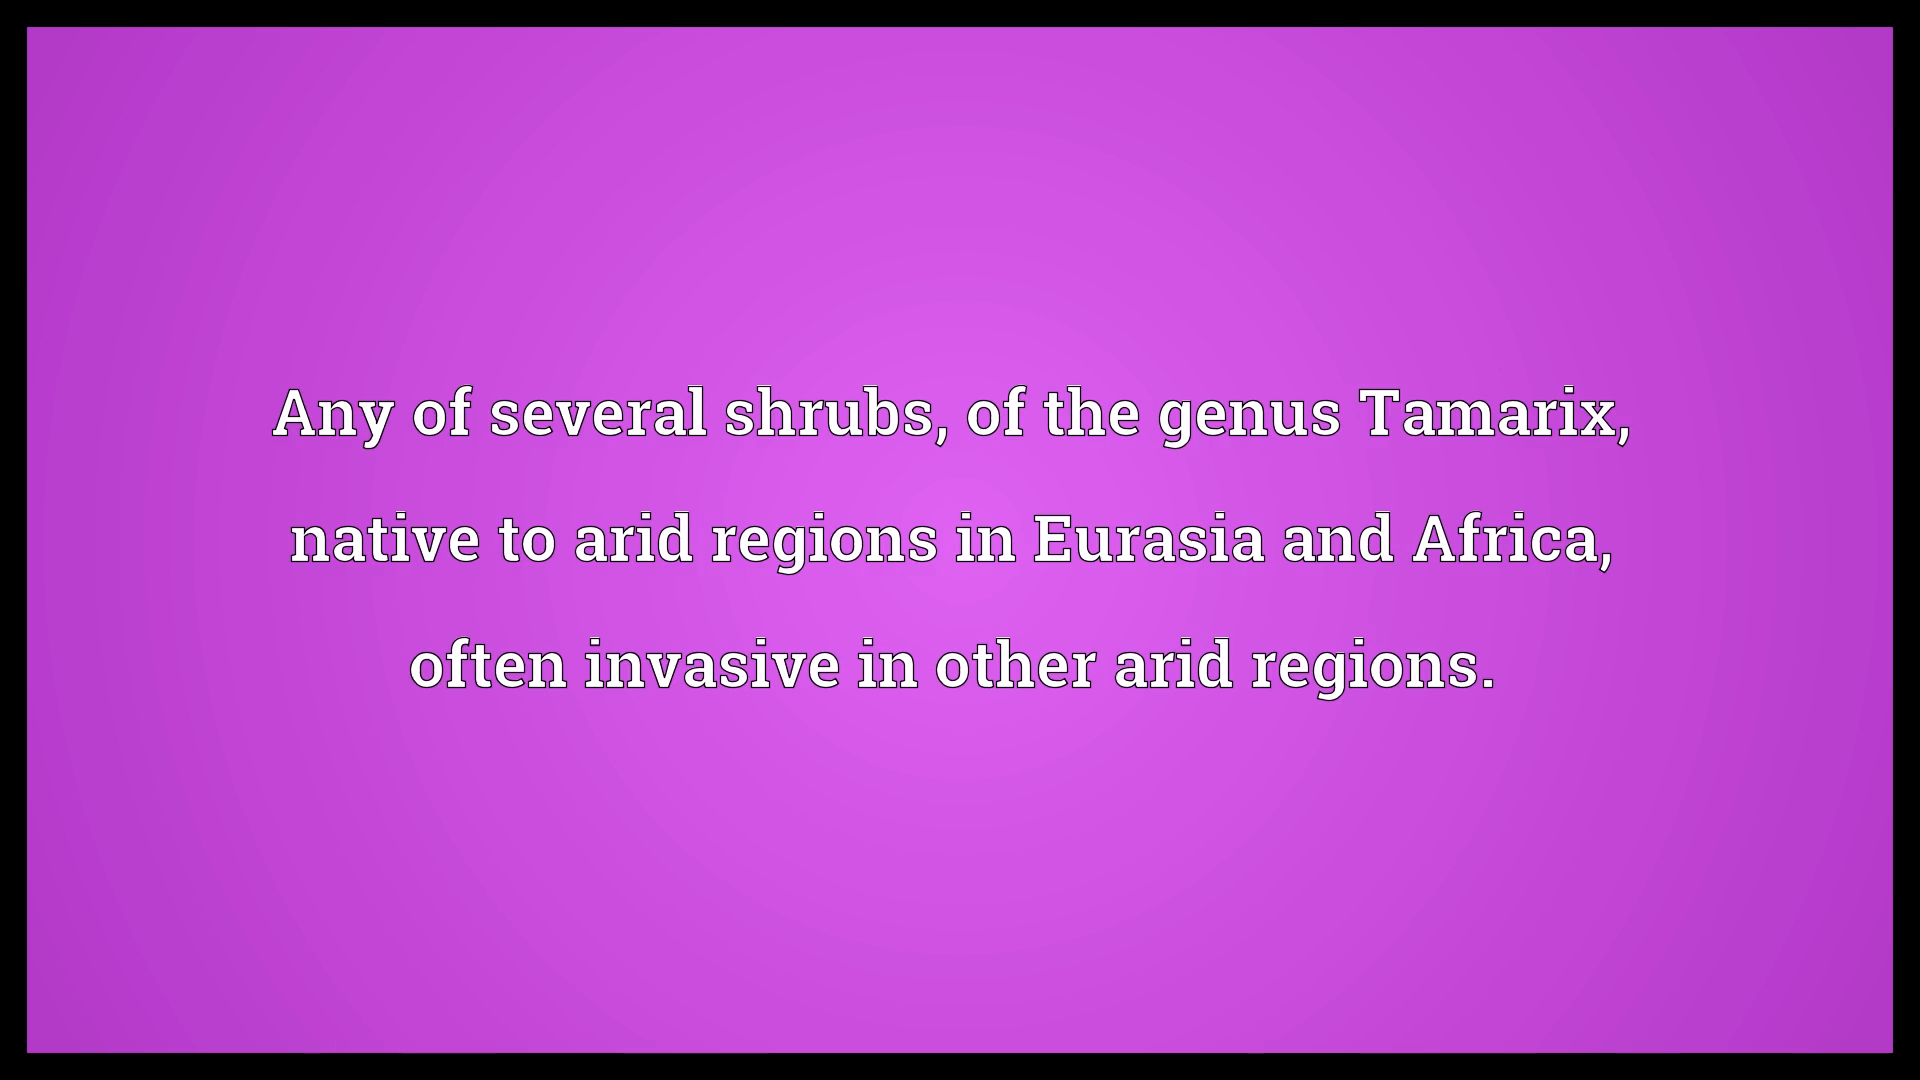 Any of several shrubs, of the genus Tamarix,
native to arid regions in Eurasia and Africa,
often invasive in other arid regions.